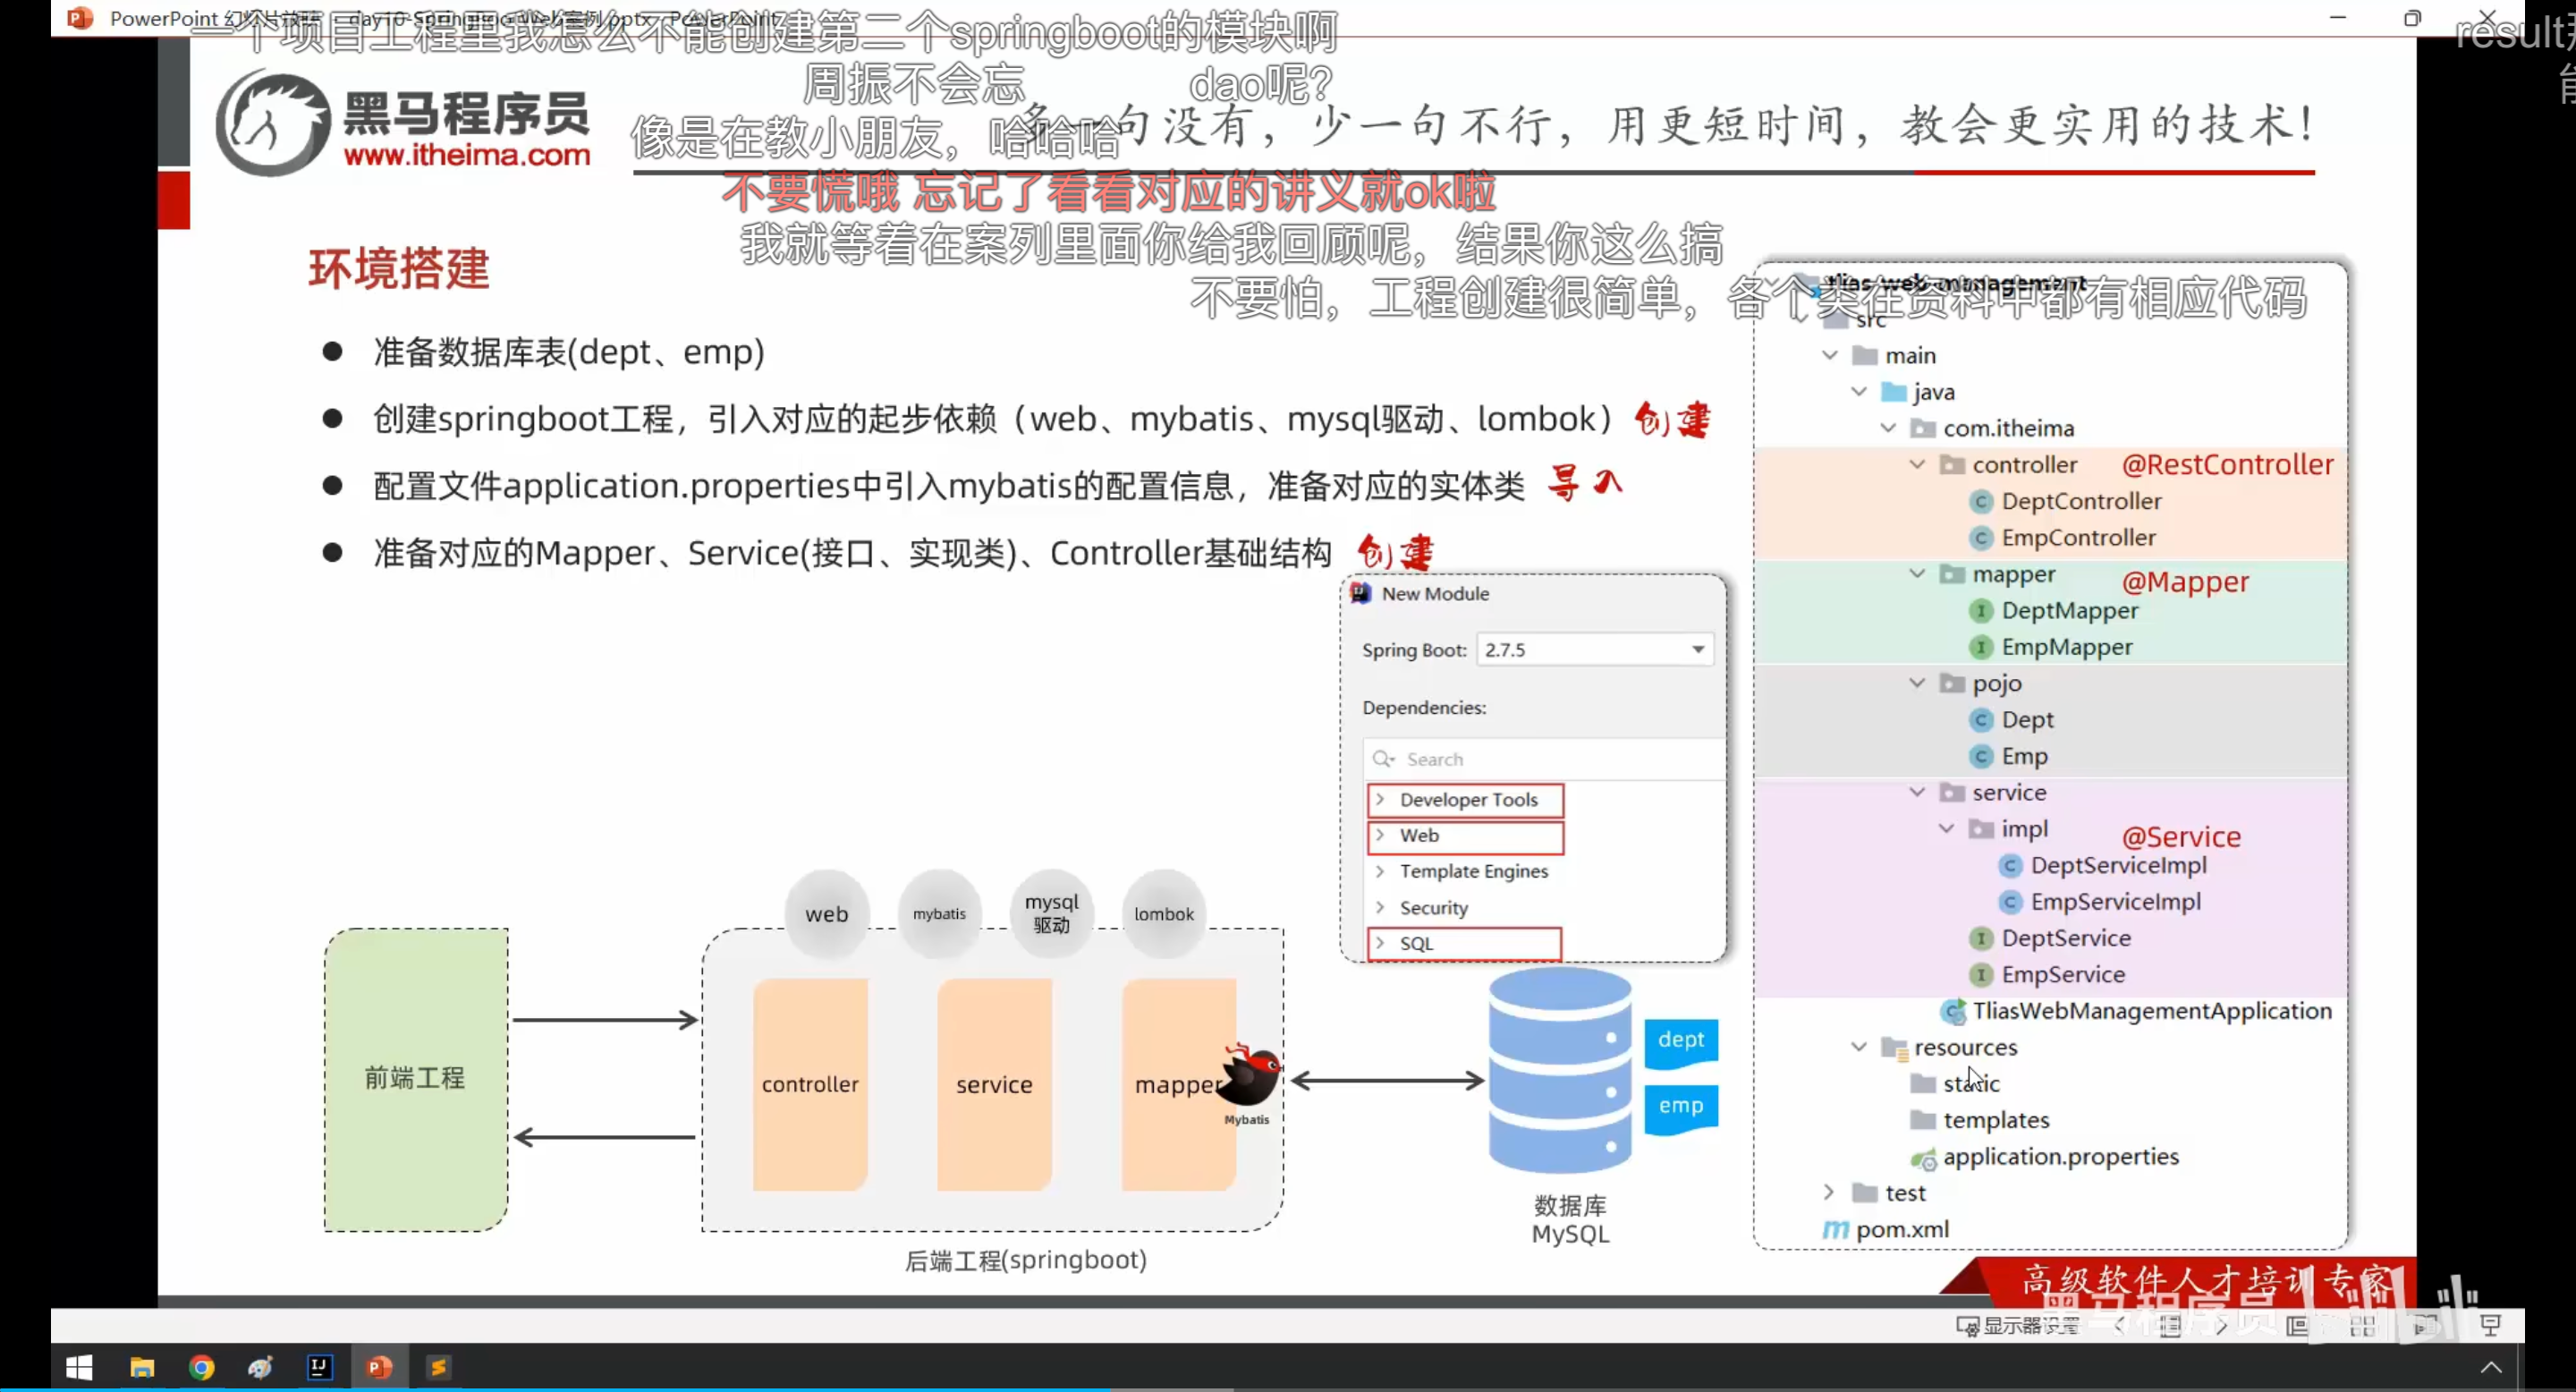 一个项目工程里我怎么不能创建第二个springboot的模块啊
周振不会忘
dao呢?
黑马程序员
www.itheima.com
像是在教小朋友，哈哈哈
句没有，少一句不行，用更短时间，教会更实用的技术！
不要慌哦 忘记了看看对应的讲义就ok啦
我就等着在案列里面你给我回顾呢，结果你这么搞
不要怕，工程创建很简单，各个类在资料中都有相应代码
环境搭建
准备数据库表(dept、emp)
创建springboot工程，引入对应的起步依赖（web、mybatis、mysql驱动、lombok）创建
配置文件application.properties中引入mybatis的配置信息，准备对应的实体类 导入
准备对应的Mapper、Service(接口、实现类)、Controller基础结构 创建
New Module
Spring Boot: 2.7.5
Dependencies:
Search
Developer Tools
Web
Template Engines
Security
SQL
tlias-web-management
src
main
java
com.itheima
controller @RestController
DeptController
EmpController
mapper @Mapper
DeptMapper
EmpMapper
pojo
Dept
Emp
service
impl @Service
DeptServiceImpl
EmpServiceImpl
DeptService
EmpService
TliasWebManagementApplication
resources
static
templates
application.properties
test
pom.xml
web
mybatis
mysql
驱动
lombok
前端工程
controller
service
mapper
Mybatis
后端工程(springboot)
dept
emp
数据库
MySQL
高级软件人才培训专家
黑马程序员
显示器设置